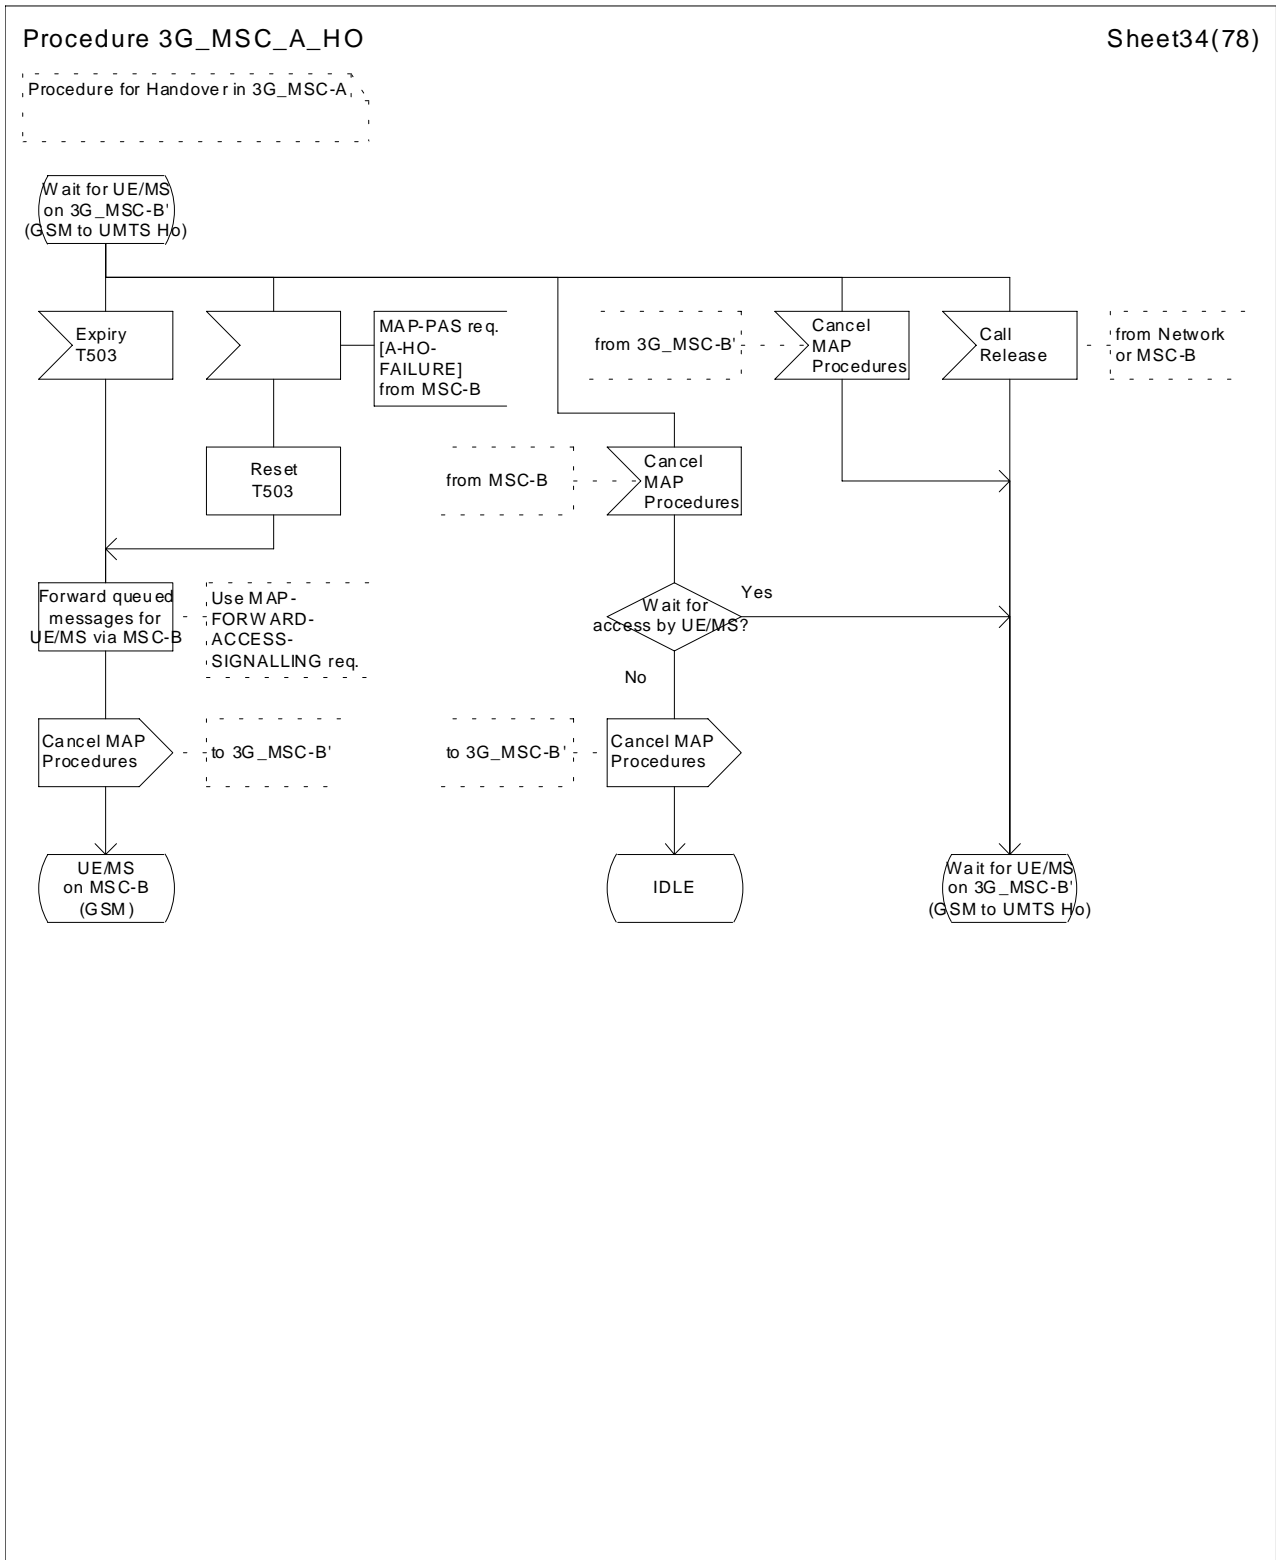 Procedure 3G_MSC_A_HO
Sheet34(78)
Procedure for Handover in 3G_MSC-A
Wait for UE/MS
on 3G_MSC-B'
(GSM to UMTS Ho)
Expiry
T503
MAP-PAS req.
[A-HO-
FAILURE]
from MSC-B
from 3G_MSC-B'
Cancel
MAP
Procedures
Call
Release
from Network
or MSC-B
Reset
T503
from MSC-B
Cancel
MAP
Procedures
Forward queued
messages for
UE/MS via MSC-B
Use MAP-
FORWARD-
ACCESS-
SIGNALLING req.
Wait for
access by UE/MS?
Yes
No
Cancel MAP
Procedures
to 3G_MSC-B'
to 3G_MSC-B'
Cancel MAP
Procedures
UE/MS
on MSC-B
(GSM)
IDLE
Wait for UE/MS
on 3G_MSC-B'
(GSM to UMTS Ho)